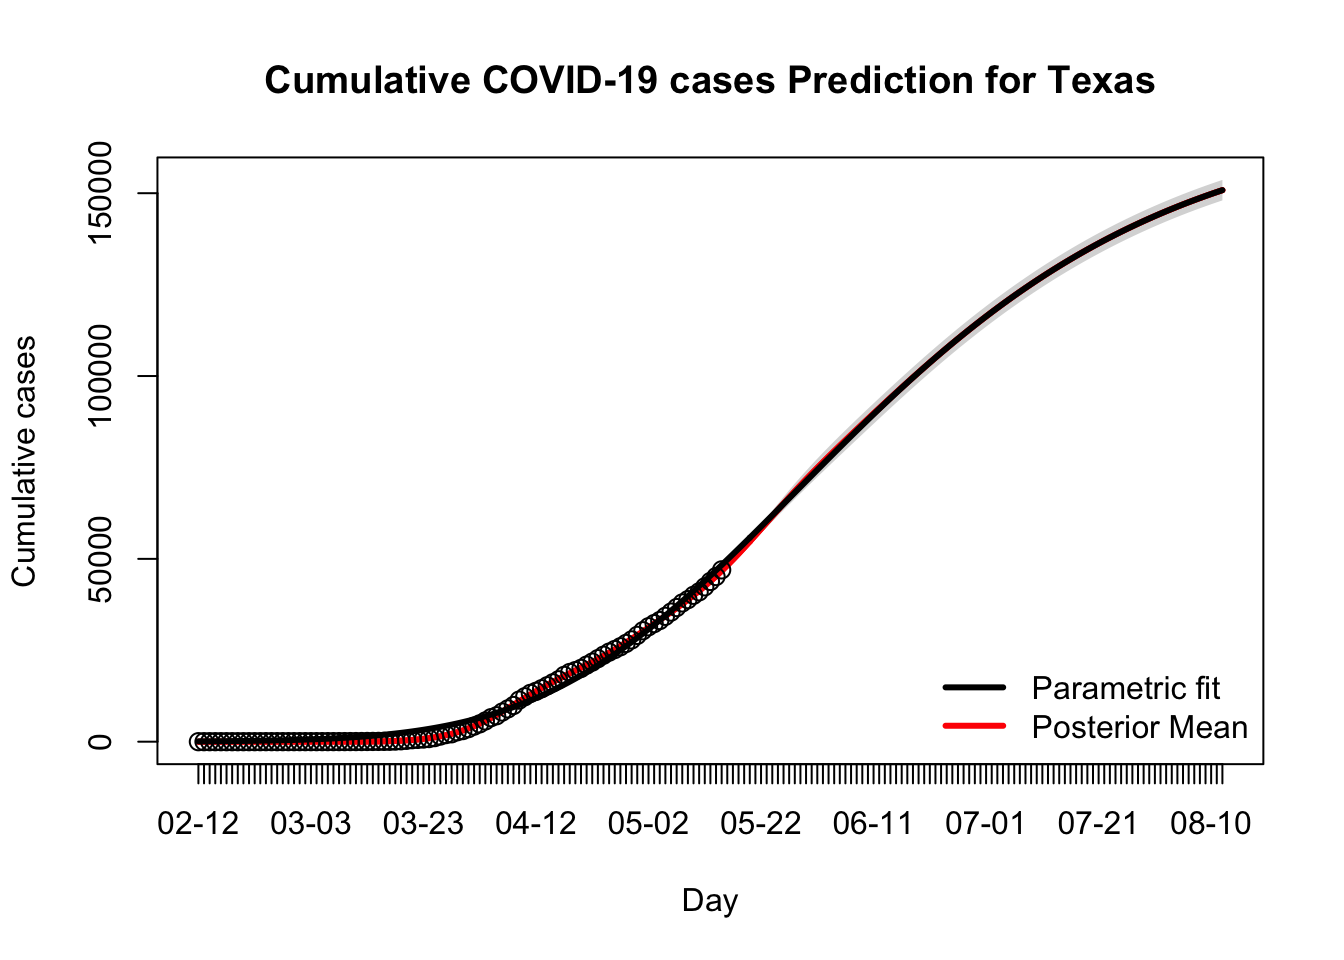 Cumulative COVID-19 cases Prediction for Texas
Cumulative cases
150000
100000
50000
0
Parametric fit
Posterior Mean
02-12 03-03 03-23 04-12 05-02 05-22 06-11 07-01 07-21 08-10
Day